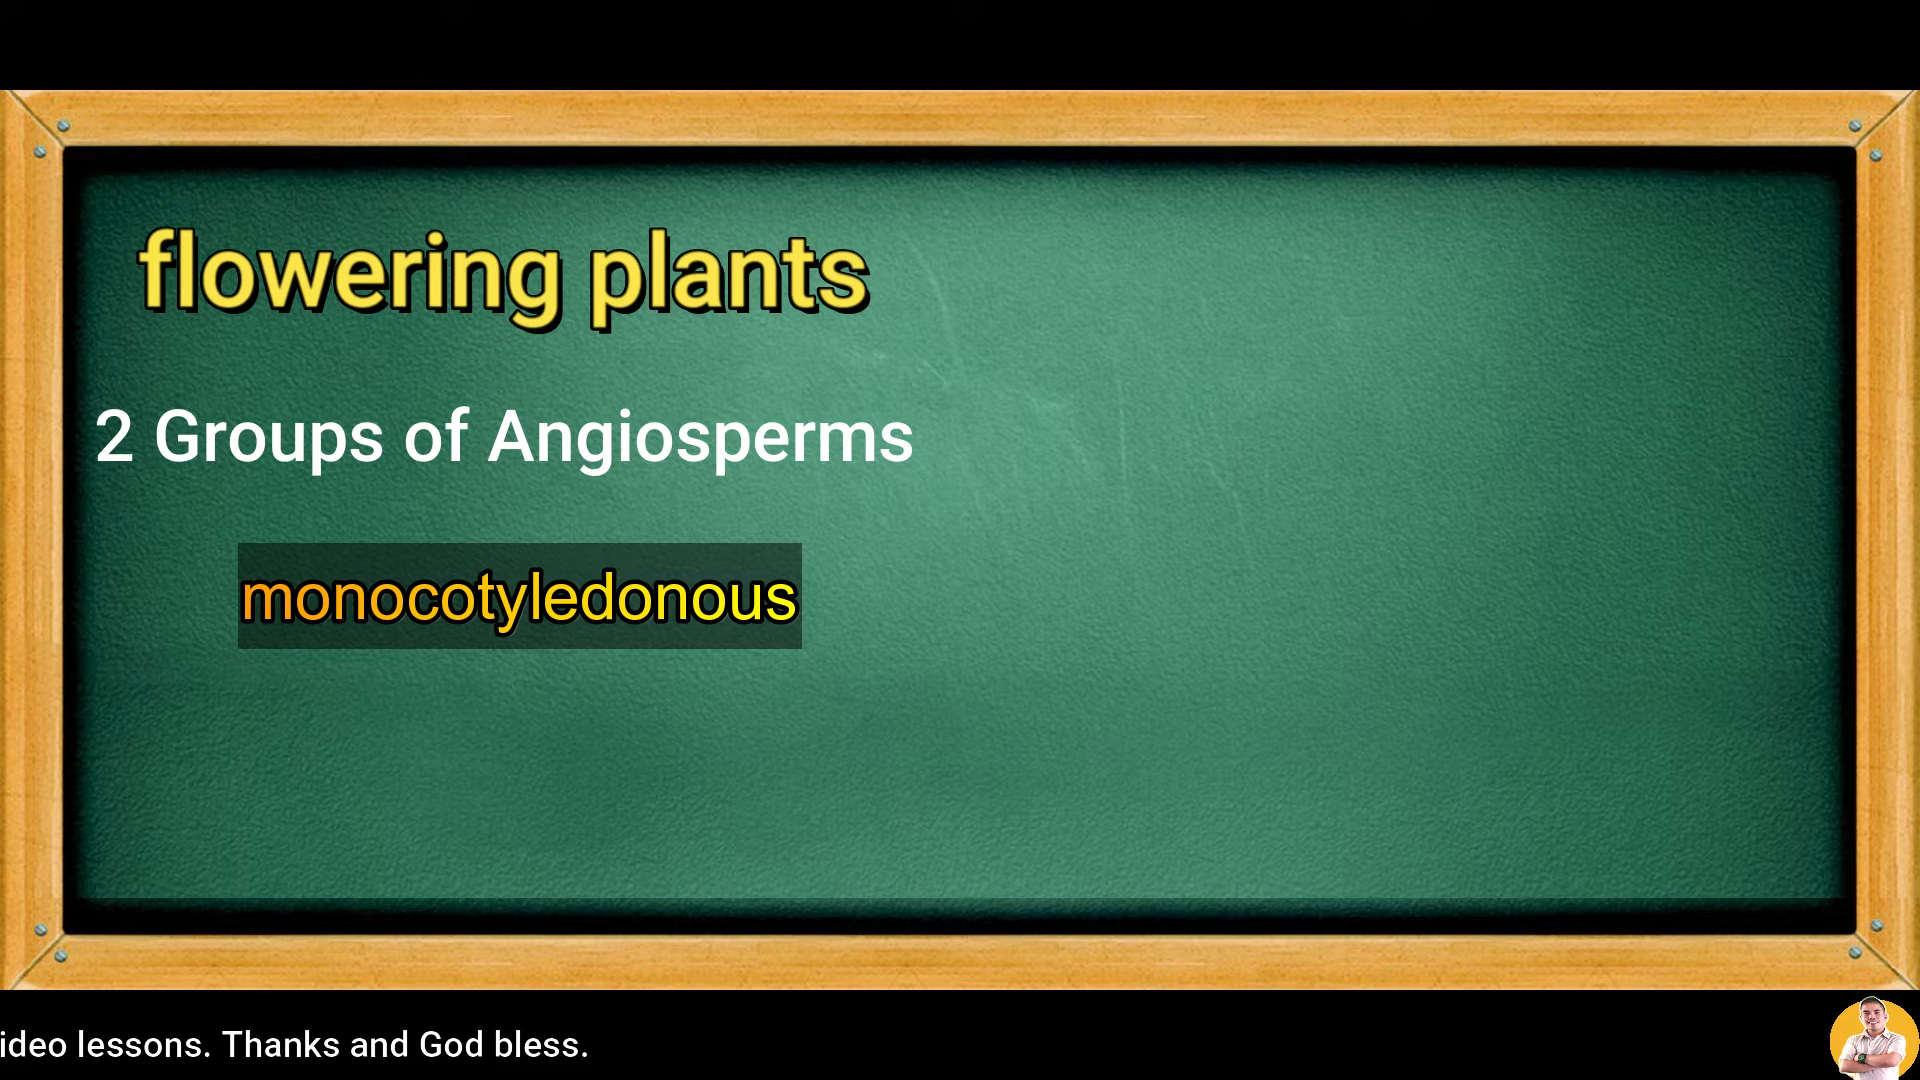 flowering plants
2 Groups of Angiosperms
monocotyledonous
ideo lessons. Thanks and God bless.